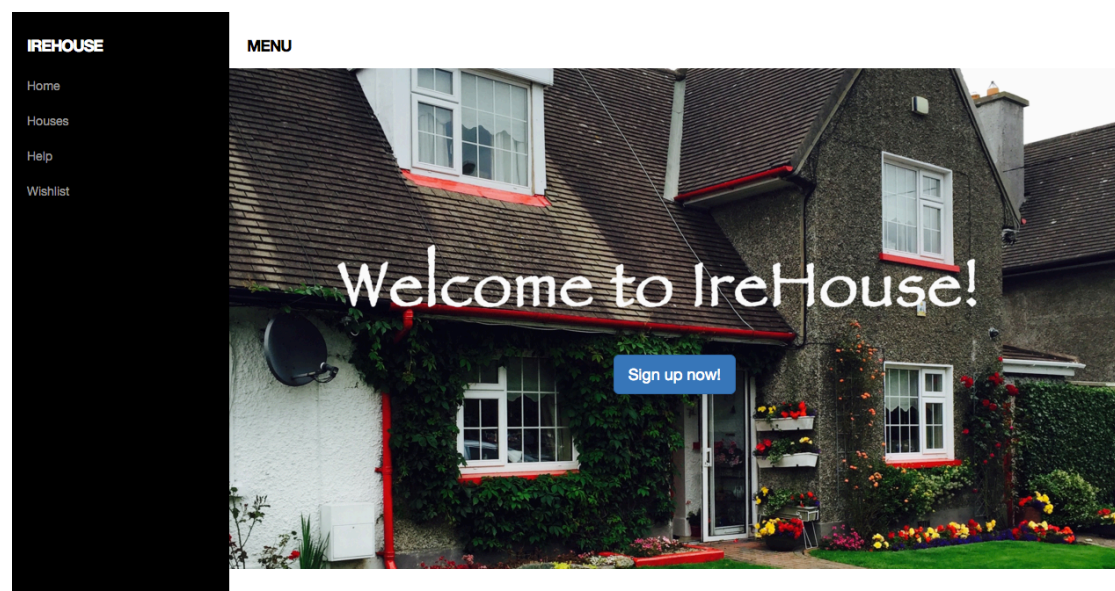 IREHOUSE
Home
Houses
Help
Wishlist
MENU
Welcome to IreHouse!
Sign up now!